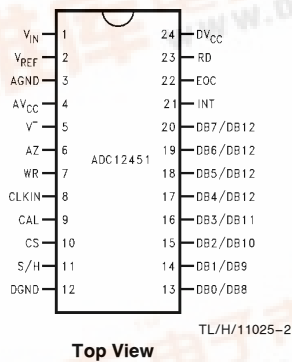 V_IN 1 24 DV_CC
V_REF 2 23 RD
AGND 3 22 EOC
AV_CC 4 21 INT
V⁻ 5 20 DB7/DB12
AZ 6 19 DB6/DB12
ADC12451
WR 7 18 DB5/DB12
CLKIN 8 17 DB4/DB12
CAL 9 16 DB3/DB11
CS 10 15 DB2/DB10
S/H 11 14 DB1/DB9
DGND 12 13 DB0/DB8
TL/H/11025–2
Top View